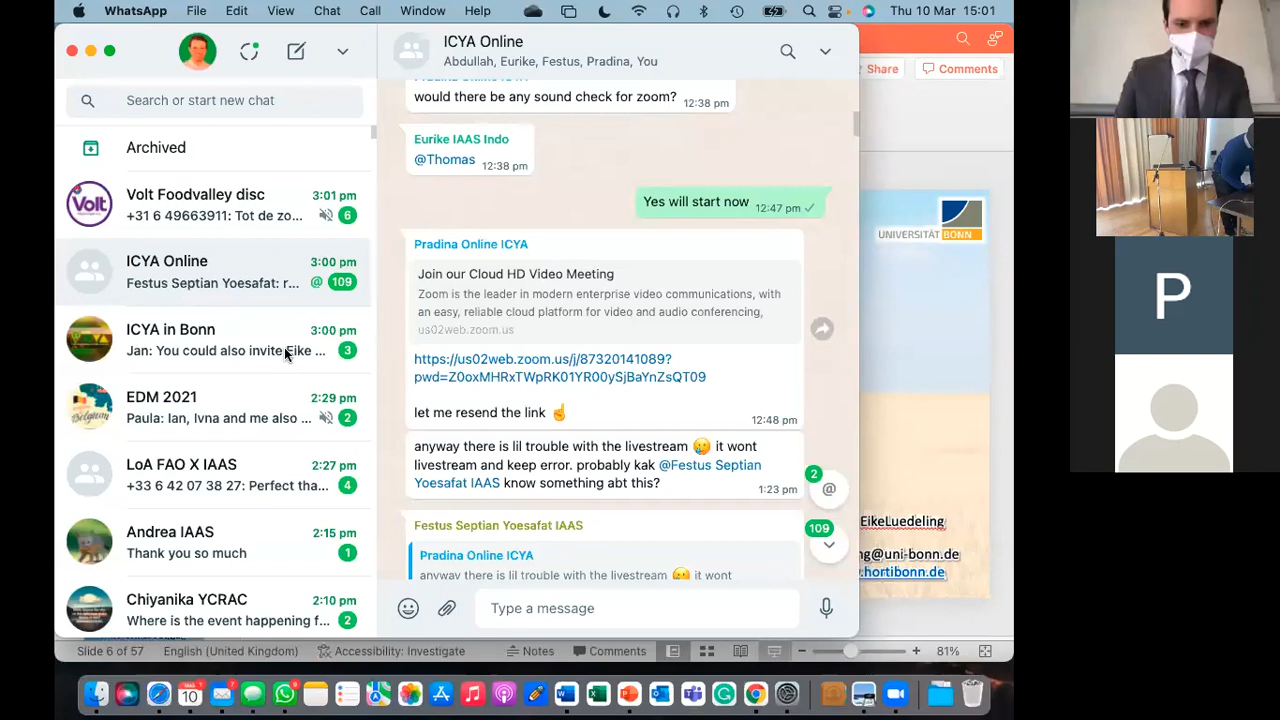 WhatsApp File Edit View Chat Call Window Help Thu 10 Mar 15:01
Search or start new chat
Archived
Volt
Volt Foodvalley disc 3:01 pm
+31 6 49663911: Tot de zo... 6
ICYA Online 3:00 pm
Festus Septian Yoesafat: r... @ 109
ICYA in Bonn 3:00 pm
Jan: You could also invite Eike ... 3
EDM 2021 2:29 pm
Paula: Ian, Ivna and me also ... 2
LoA FAO X IAAS 2:27 pm
+33 6 42 07 38 27: Perfect tha... 4
Andrea IAAS 2:15 pm
Thank you so much 1
Chiyanika YCRAC 2:10 pm
Where is the event happening f... 2
ICYA Online
Abdullah, Eurike, Festus, Pradina, You
would there be any sound check for zoom? 12:38 pm
Eurike IAAS Indo
@Thomas 12:38 pm
Yes will start now 12:47 pm
Pradina Online ICYA
Join our Cloud HD Video Meeting
Zoom is the leader in modern enterprise video communications, with
an easy, reliable cloud platform for video and audio conferencing,
us02web.zoom.us
https://us02web.zoom.us/j/87320141089?
pwd=Z0oxMHRxTWpRK01YR00ySjBaYnZsQT09
let me resend the link ☝
12:48 pm
anyway there is lil trouble with the livestream 🥲 it wont
livestream and keep error. probably kak @Festus Septian
Yoesafat IAAS know something abt this? 1:23 pm
2
@
109
Festus Septian Yoesafat IAAS
Pradina Online ICYA
anyway there is lil trouble with the livestream 🥲 it wont
Type a message
Share Comments
UNIVERSITÄT BONN
EikeLuedeling
ng@uni-bonn.de
.hortibonn.de
Slide 6 of 57 English (United Kingdom) Accessibility: Investigate Notes Comments 81%
10
7
P